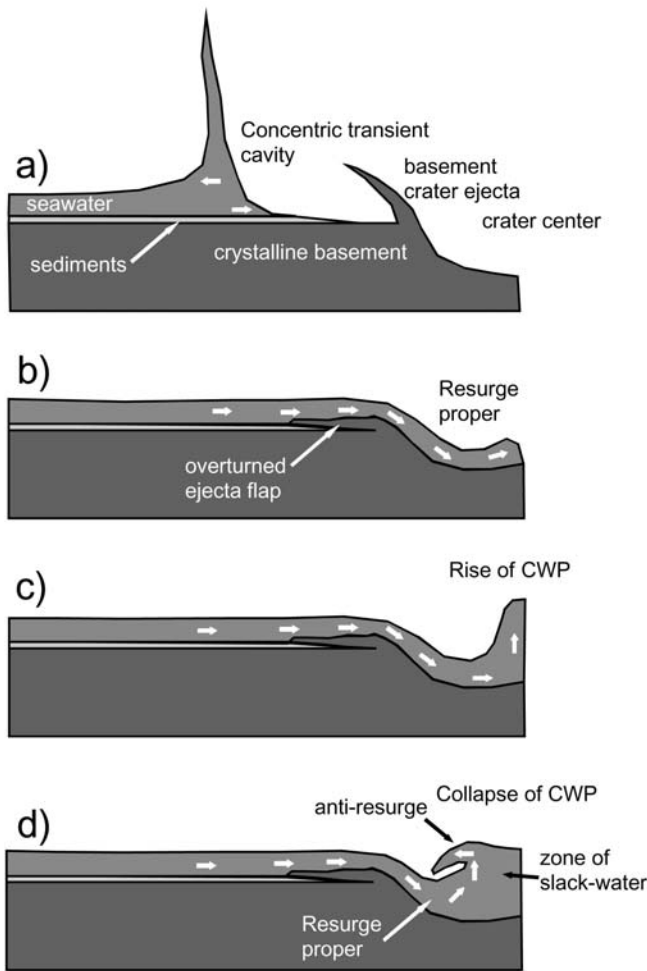 a)
Concentric transient
cavity
basement
crater ejecta
crater center
seawater
sediments
crystalline basement
b)
Resurge
proper
overturned
ejecta flap
c)
Rise of CWP
d)
anti-resurge
Collapse of CWP
zone of
slack-water
Resurge
proper